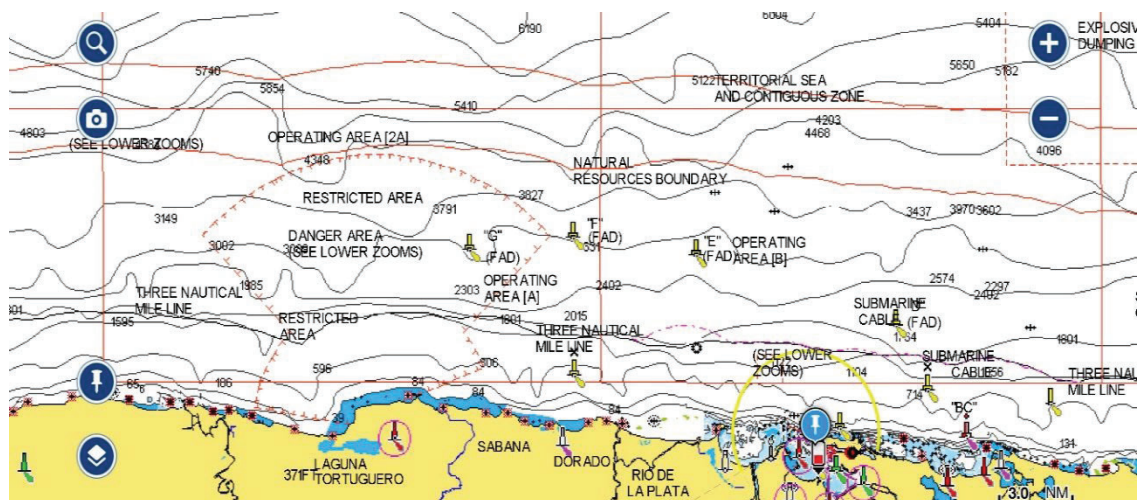 6190
5404
EXPLOSIV
DUMPING
5740
5854
5122
TERRITORIAL SEA
AND CONTIGUOUS ZONE
5650
5182
5410
4803
(SEE LOWER ZOOMS)
OPERATING AREA [2A]
4203
4468
4096
4348
NATURAL
RESOURCES BOUNDARY
RESTRICTED AREA
3827
3791
3149
3437
3970
3602
3002
DANGER AREA
(SEE LOWER ZOOMS)
"G"
(FAD)
"F"
(FAD)
"E"
(FAD)
OPERATING
AREA [B]
1985
2303
OPERATING
AREA [A]
2402
2574
2297
2402
THREE NAUTICAL
MILE LINE
1595
RESTRICTED
AREA
1801
2015
THREE NAUTICAL
MILE LINE
SUBMARINE
CABLE
(FAD)
1801
596
306
(SEE LOWER
ZOOMS)
SUBMARINE
CABLE
THREE NAU
MILE LINE
186
84
84
84
714
"BC"
39
131
371FT
LAGUNA
TORTUGUERO
SABANA
DORADO
RIO DE
LA PLATA
3.0 NM